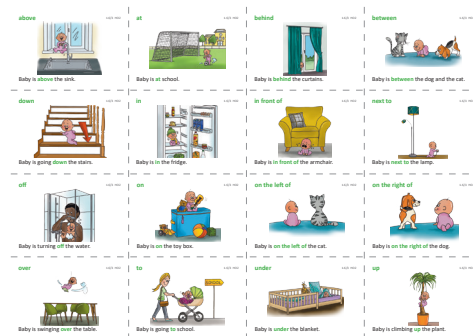 above
Baby is above the sink.
at
Baby is at school.
behind
Baby is behind the curtains.
between
Baby is between the dog and the cat.
down
Baby is going down the stairs.
in
Baby is in the fridge.
in front of
Baby is in front of the armchair.
next to
Baby is next to the lamp.
off
Baby is turning off the water.
on
Baby is on the toy box.
on the left of
Baby is on the left of the cat.
on the right of
Baby is on the right of the dog.
over
Baby is swinging over the table.
to
SCHOOL
Baby is going to school.
under
Baby is under the blanket.
up
Baby is climbing up the plant.